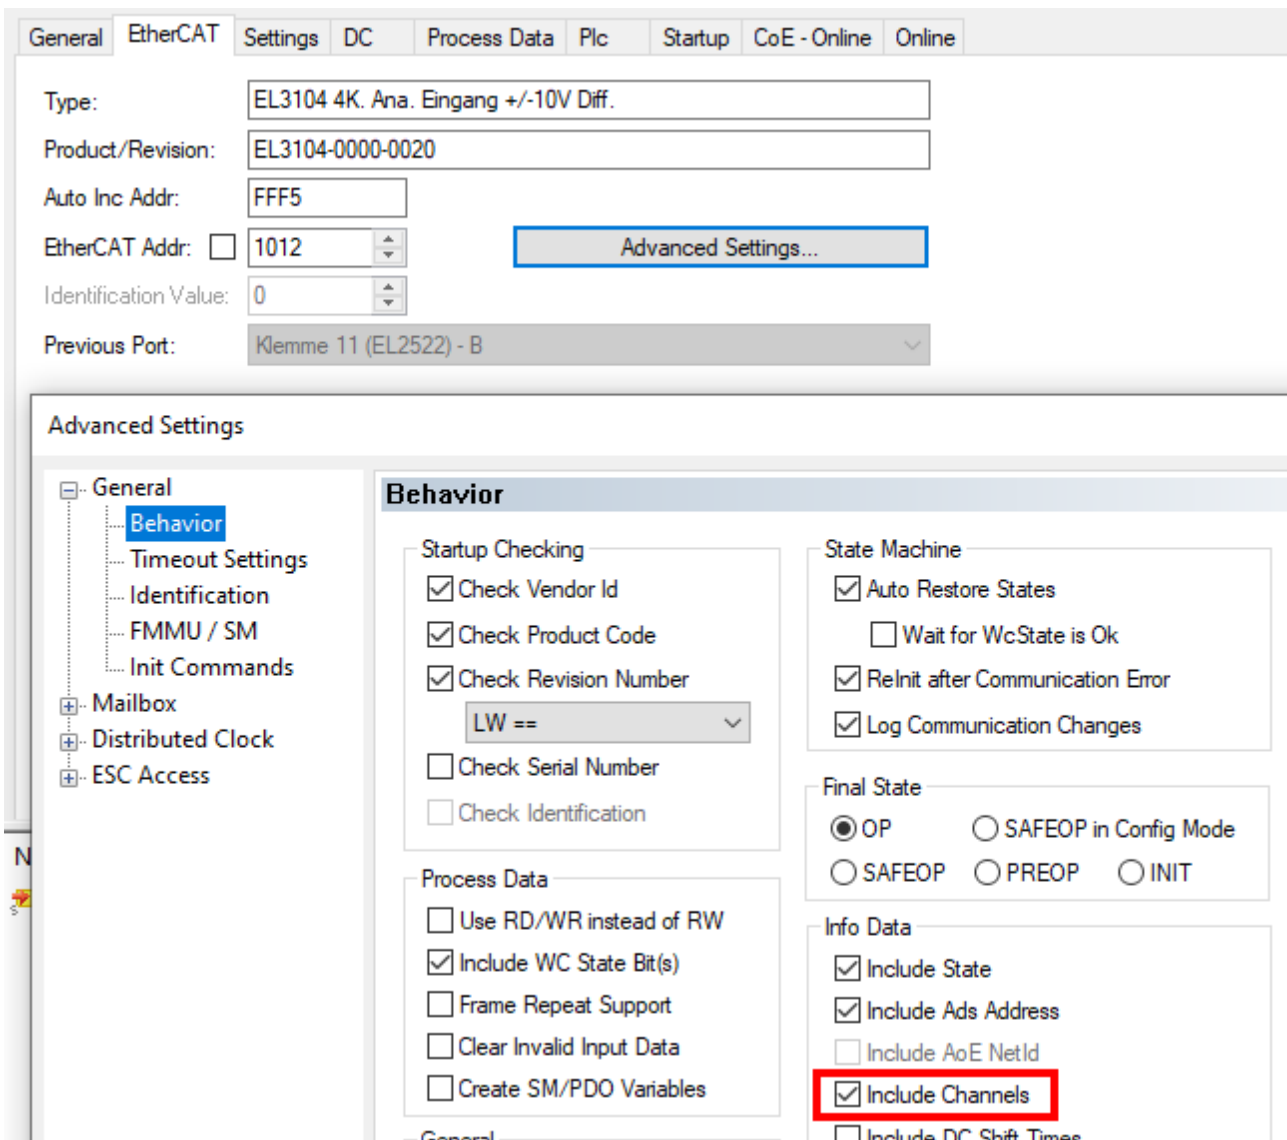 General EtherCAT Settings DC Process Data Plc Startup CoE - Online Online
Type: EL3104 4K. Ana. Eingang +/-10V Diff.
Product/Revision: EL3104-0000-0020
Auto Inc Addr: FFF5
EtherCAT Addr: 1012 Advanced Settings...
Identification Value: 0
Previous Port: Klemme 11 (EL2522) - B
Advanced Settings
General
Behavior
Timeout Settings
Identification
FMMU / SM
Init Commands
Mailbox
Distributed Clock
ESC Access
N
s
Behavior
Startup Checking
Check Vendor Id
Check Product Code
Check Revision Number
LW ==
Check Serial Number
Check Identification
Process Data
Use RD/WR instead of RW
Include WC State Bit(s)
Frame Repeat Support
Clear Invalid Input Data
Create SM/PDO Variables
General
State Machine
Auto Restore States
Wait for WcState is Ok
ReInit after Communication Error
Log Communication Changes
Final State
OP SAFEOP in Config Mode
SAFEOP PREOP INIT
Info Data
Include State
Include Ads Address
Include AoE NetId
Include Channels
Include DC Shift Times